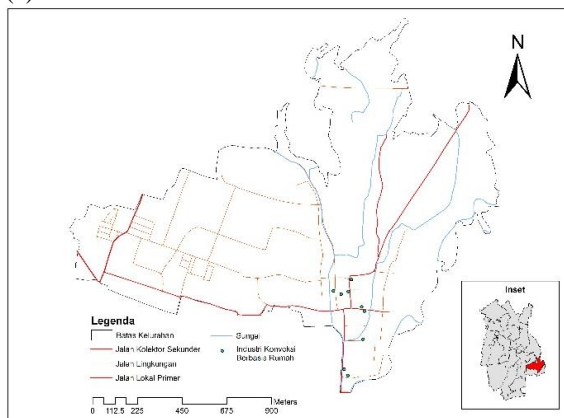 N
Inset
Legenda
Batas Kelurahan
Sungai
Jalan Kolektor Sekunder
Industri Konveksi
Berbasis Rumah
Jalan Lingkungan
Jalan Lokal Primer
Meters
0 112.5 225 450 675 900